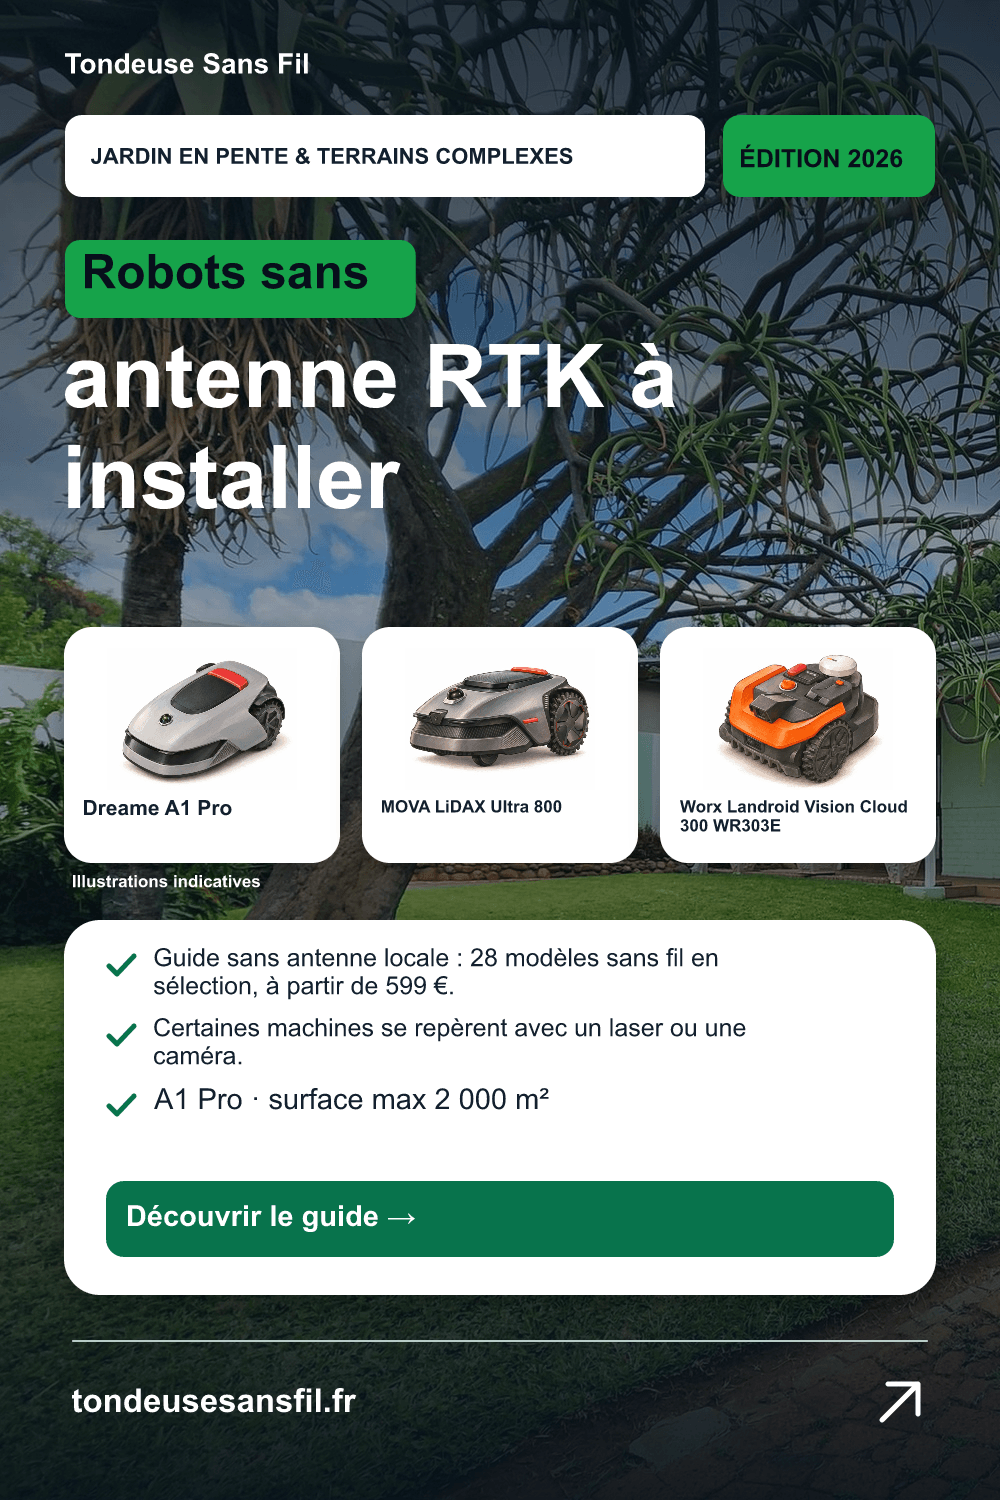 Tondeuse Sans Fil
JARDIN EN PENTE & TERRAINS COMPLEXES
ÉDITION 2026
Robots sans
antenne RTK à
installer
Dreame A1 Pro
MOVA LiDAX Ultra 800
Worx Landroid Vision Cloud
300 WR303E
Illustrations indicatives
Guide sans antenne locale : 28 modèles sans fil en
sélection, à partir de 599 €.
Certaines machines se repèrent avec un laser ou une
caméra.
A1 Pro · surface max 2 000 m²
Découvrir le guide →
tondeusesansfil.fr